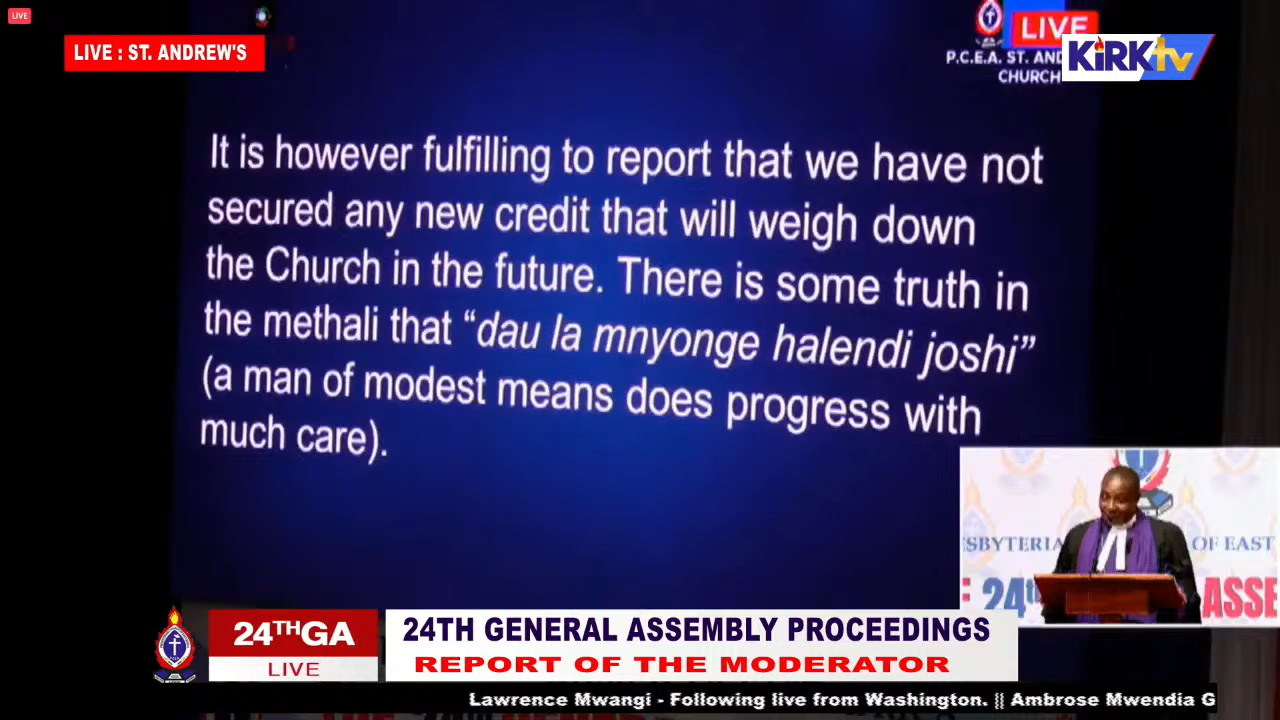 LIVE
LIVE : ST. ANDREW'S
LIVE
P.C.E.A. ST. AND
CHURCH
KIRKtv
It is however fulfilling to report that we have not
secured any new credit that will weigh down
the Church in the future. There is some truth in
the methali that “dau la mnyonge halendi joshi”
(a man of modest means does progress with
much care).
SBYTERIA OF EAST
24th ASSE
24TH GA
LIVE
24TH GENERAL ASSEMBLY PROCEEDINGS
REPORT OF THE MODERATOR
Lawrence Mwangi - Following live from Washington. || Ambrose Mwendia G